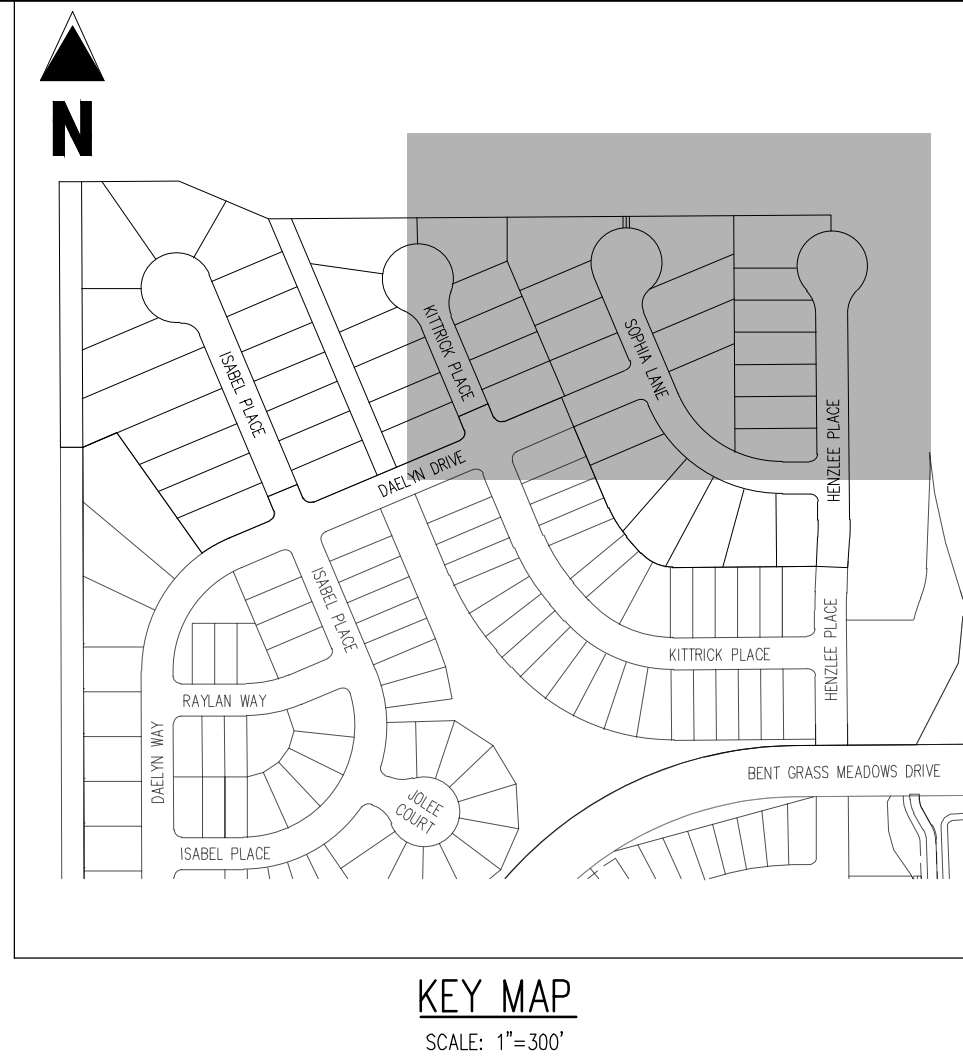 N
KITTRICK PLACE
SOPHIA LANE
ISABEL PLACE
HENZLEE PLACE
DAELYN DRIVE
ISABEL PLACE
HENZLEE PLACE
KITTRICK PLACE
RAYLAN WAY
DAELYN WAY
BENT GRASS MEADOWS DRIVE
JOLEE
COURT
ISABEL PLACE
KEY MAP
SCALE: 1"=300'